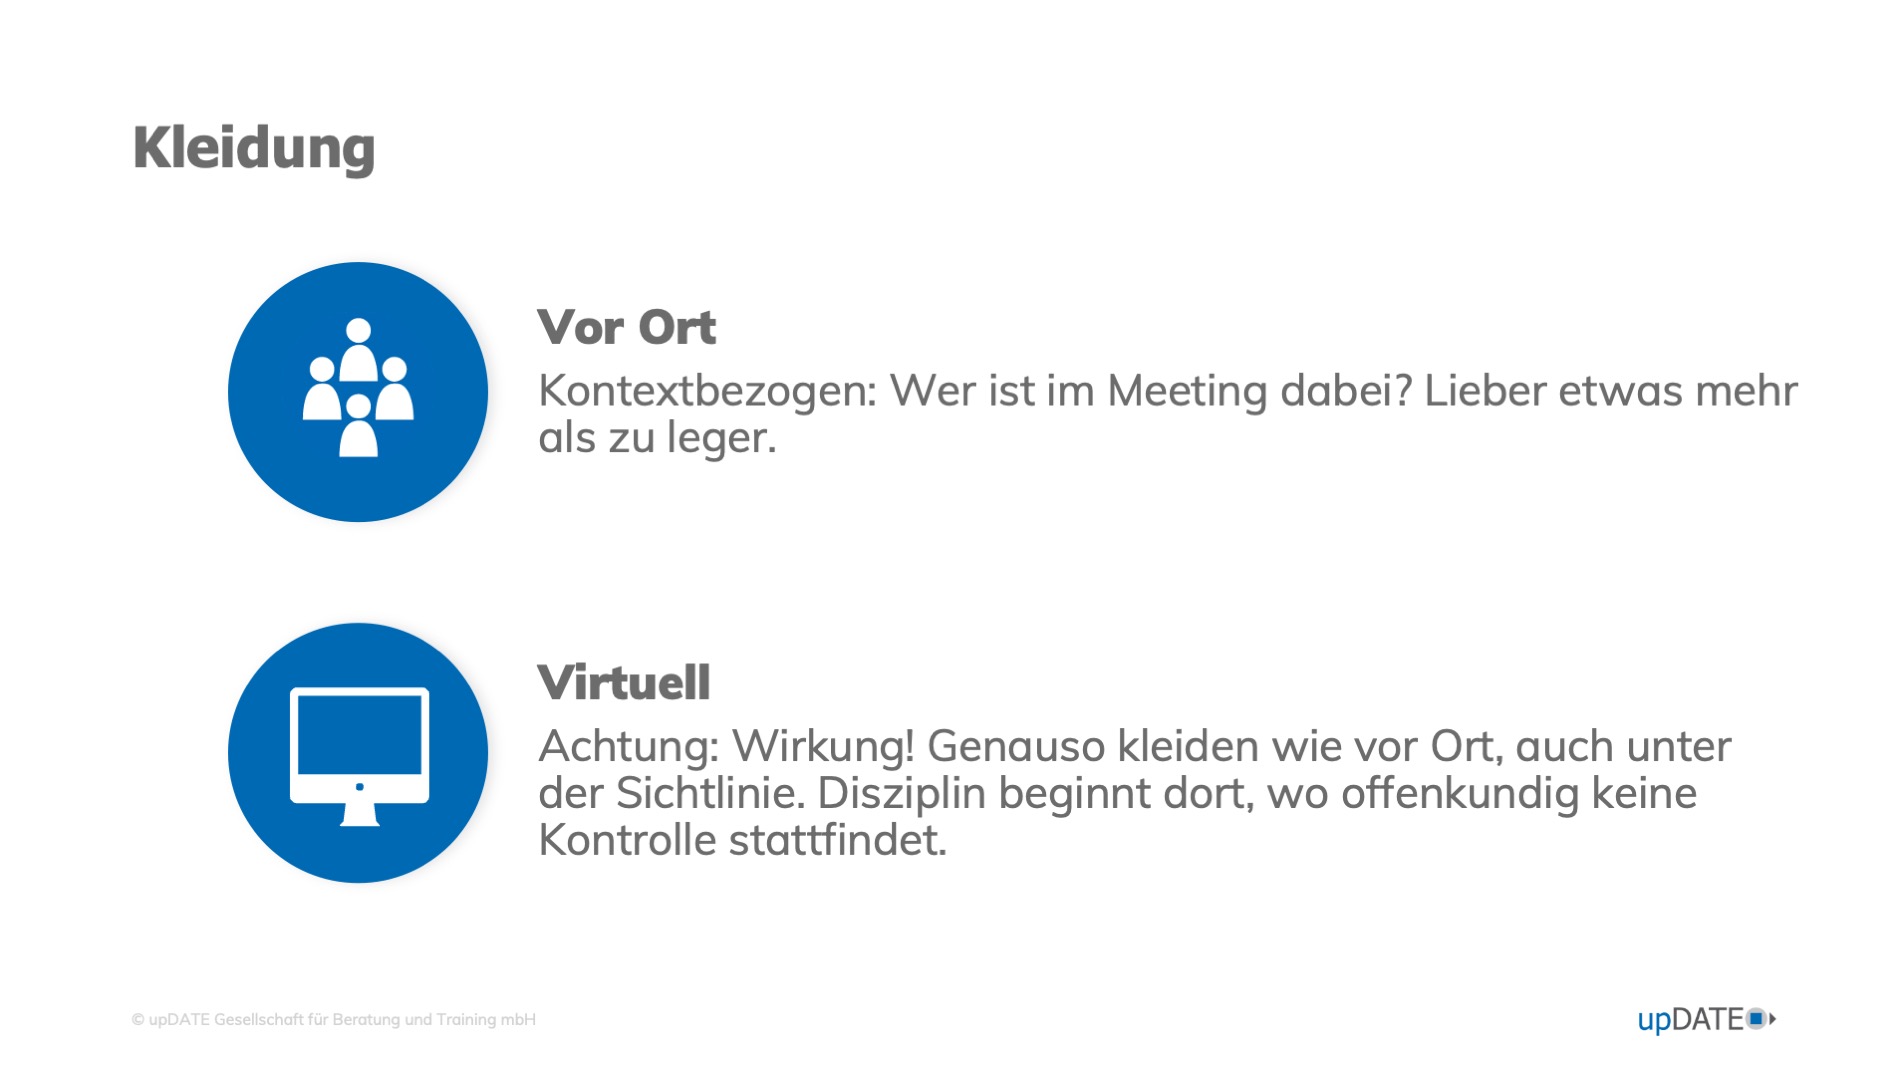 Kleidung
Vor Ort
Kontextbezogen: Wer ist im Meeting dabei? Lieber etwas mehr
als zu leger.
Virtuell
Achtung: Wirkung! Genauso kleiden wie vor Ort, auch unter
der Sichtlinie. Disziplin beginnt dort, wo offenkundig keine
Kontrolle stattfindet.
© upDATE Gesellschaft für Beratung und Training mbH
upDATE